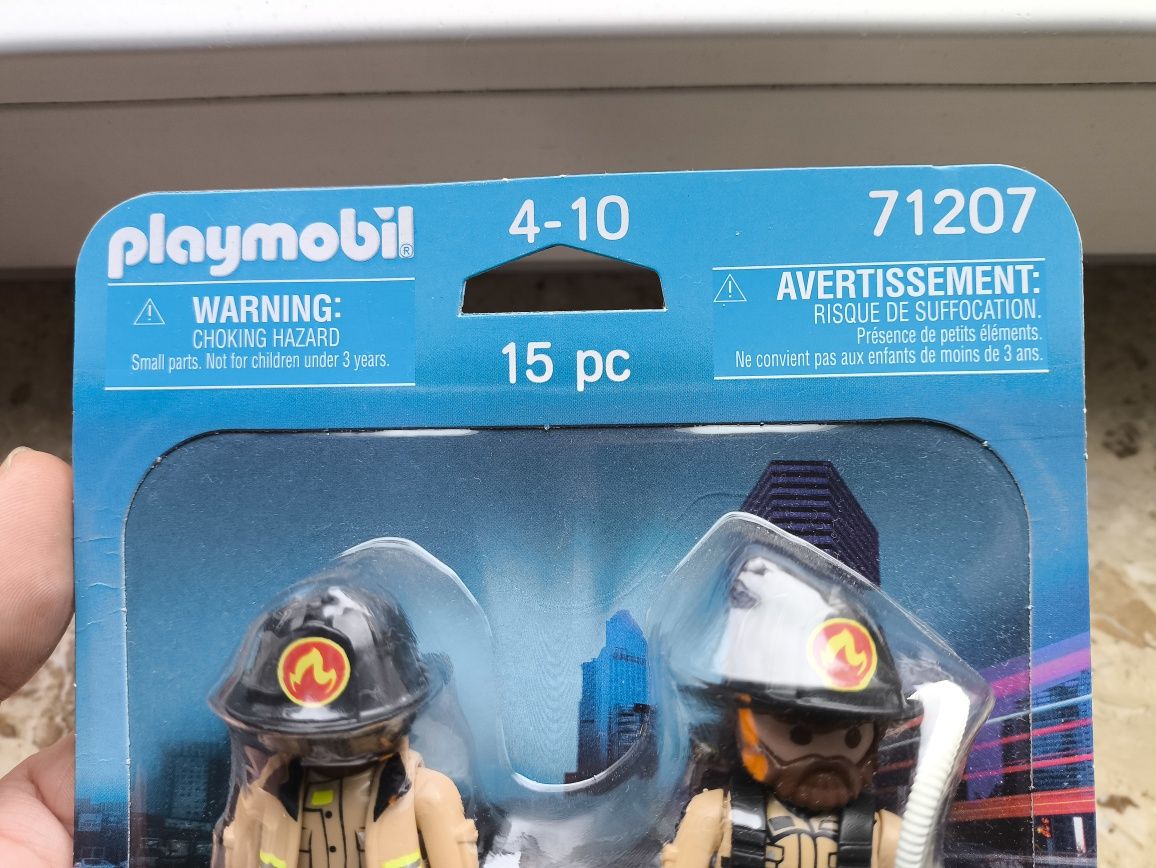 playmobil®
4-10
71207
WARNING:
CHOKING HAZARD
Small parts. Not for children under 3 years.
15 pc
AVERTISSEMENT:
RISQUE DE SUFFOCATION.
Présence de petits éléments.
Ne convient pas aux enfants de moins de 3 ans.